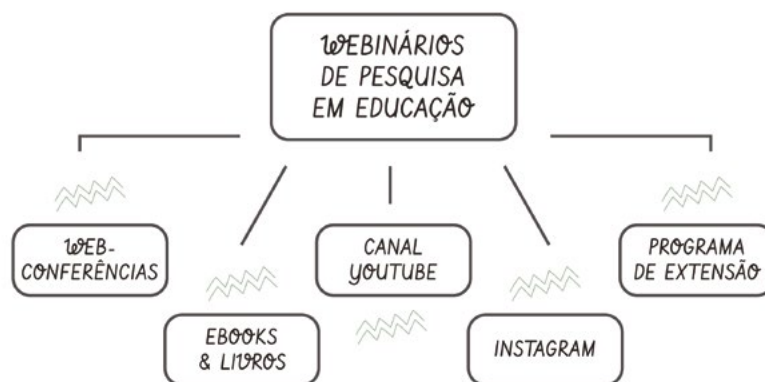 WEBINÁRIOS
DE PESQUISA
EM EDUCAÇÃO
WEB-
CONFERÊNCIAS
EBOOKS
& LIVROS
CANAL
YOUTUBE
INSTAGRAM
PROGRAMA
DE EXTENSÃO